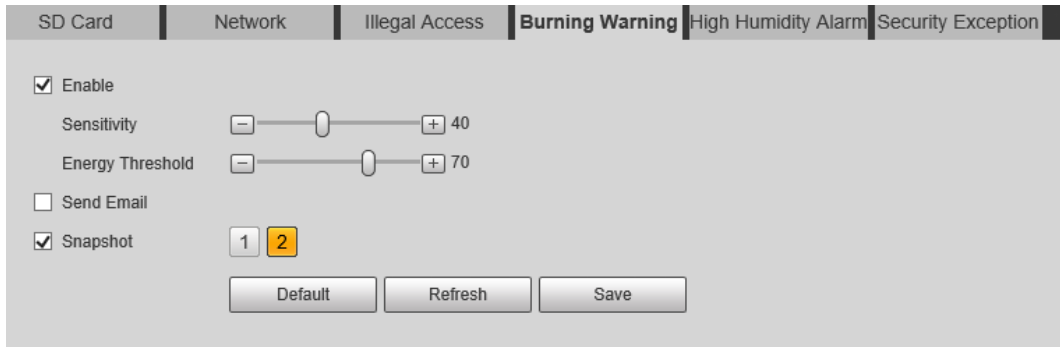 SD Card Network Illegal Access Burning Warning High Humidity Alarm Security Exception
Enable
Sensitivity 40
Energy Threshold 70
Send Email
Snapshot 1 2
Default Refresh Save